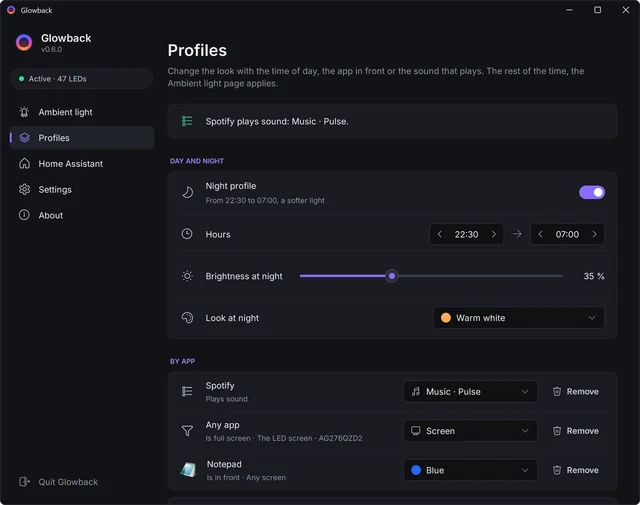 Glowback
Glowback
v0.6.0
Active · 47 LEDs
Ambient light
Profiles
Home Assistant
Settings
About
Quit Glowback
Profiles
Change the look with the time of day, the app in front or the sound that plays. The rest of the time, the
Ambient light page applies.
Spotify plays sound: Music · Pulse.
DAY AND NIGHT
Night profile
From 22:30 to 07:00, a softer light
Hours
22:30
07:00
Brightness at night
35 %
Look at night
Warm white
BY APP
Spotify
Plays sound
Music · Pulse
Remove
Any app
Is full screen · The LED screen · AG276QZD2
Screen
Remove
Notepad
Is in front · Any screen
Blue
Remove